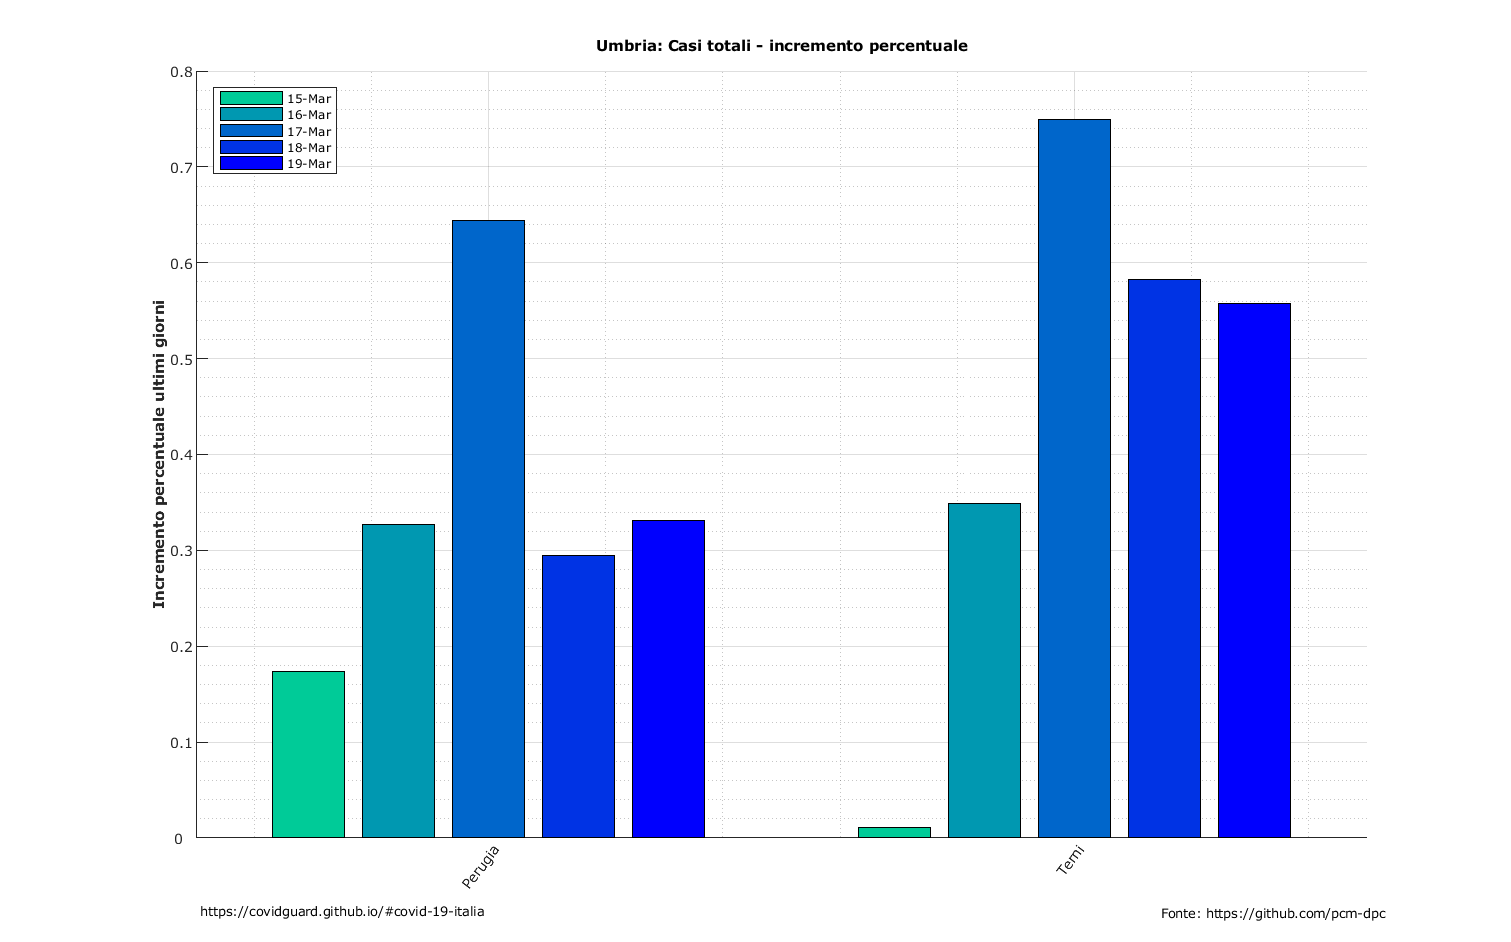 Umbria: Casi totali - incremento percentuale
15-Mar
16-Mar
17-Mar
18-Mar
19-Mar
Incremento percentuale ultimi giorni
0.8
0.7
0.6
0.5
0.4
0.3
0.2
0.1
0
Perugia
Terni
https://covidguard.github.io/#covid-19-italia
Fonte: https://github.com/pcm-dpc